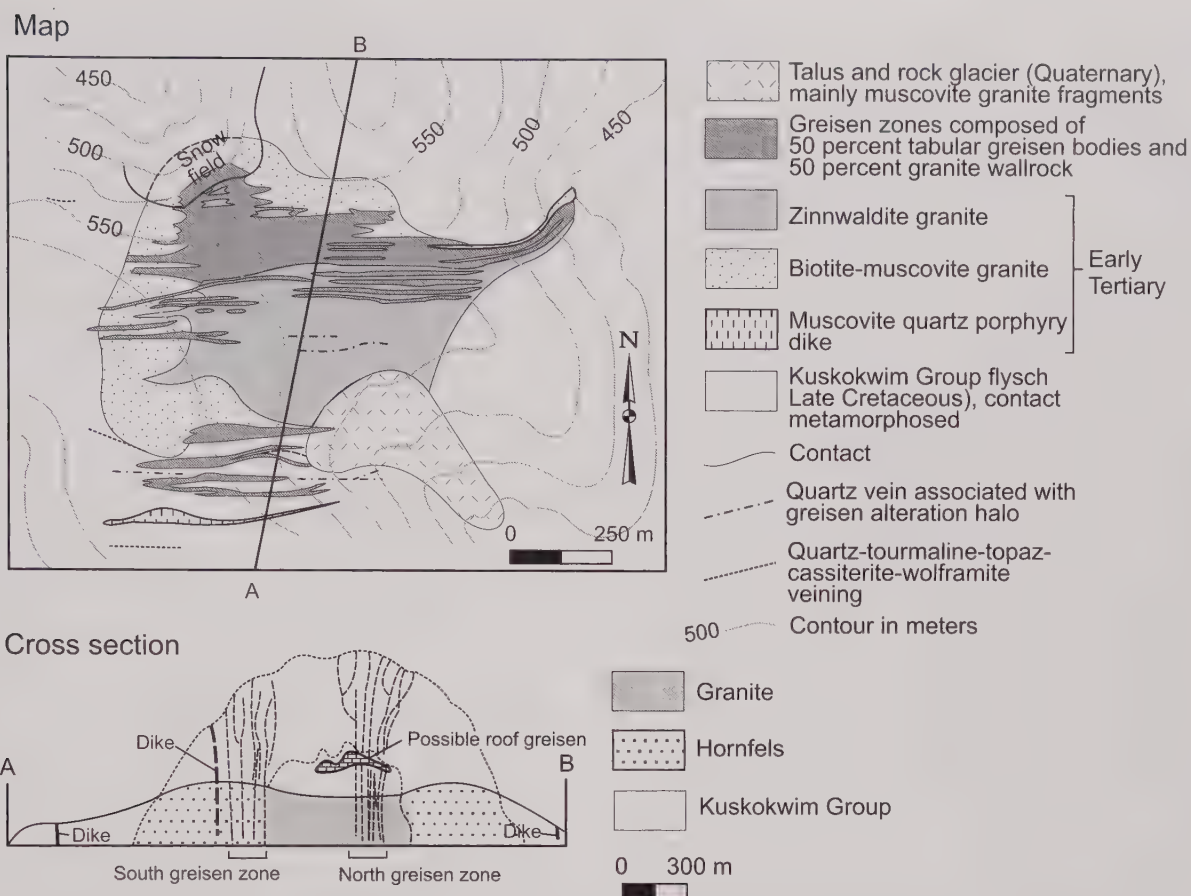 Map
B
450
500
550
Snow
field
550
500
450
N
0 250 m
A
Talus and rock glacier (Quaternary),
mainly muscovite granite fragments
Greisen zones composed of
50 percent tabular greisen bodies and
50 percent granite wallrock
Zinnwaldite granite
Biotite-muscovite granite
Early
Tertiary
Muscovite quartz porphyry
dike
Kuskokwim Group flysch
Late Cretaceous), contact
metamorphosed
Contact
Quartz vein associated with
greisen alteration halo
Quartz-tourmaline-topaz-
cassiterite-wolframite
veining
500 Contour in meters
Cross section
A
Dike
Possible roof greisen
B
Dike
Dike
South greisen zone
North greisen zone
Granite
Hornfels
Kuskokwim Group
0 300 m